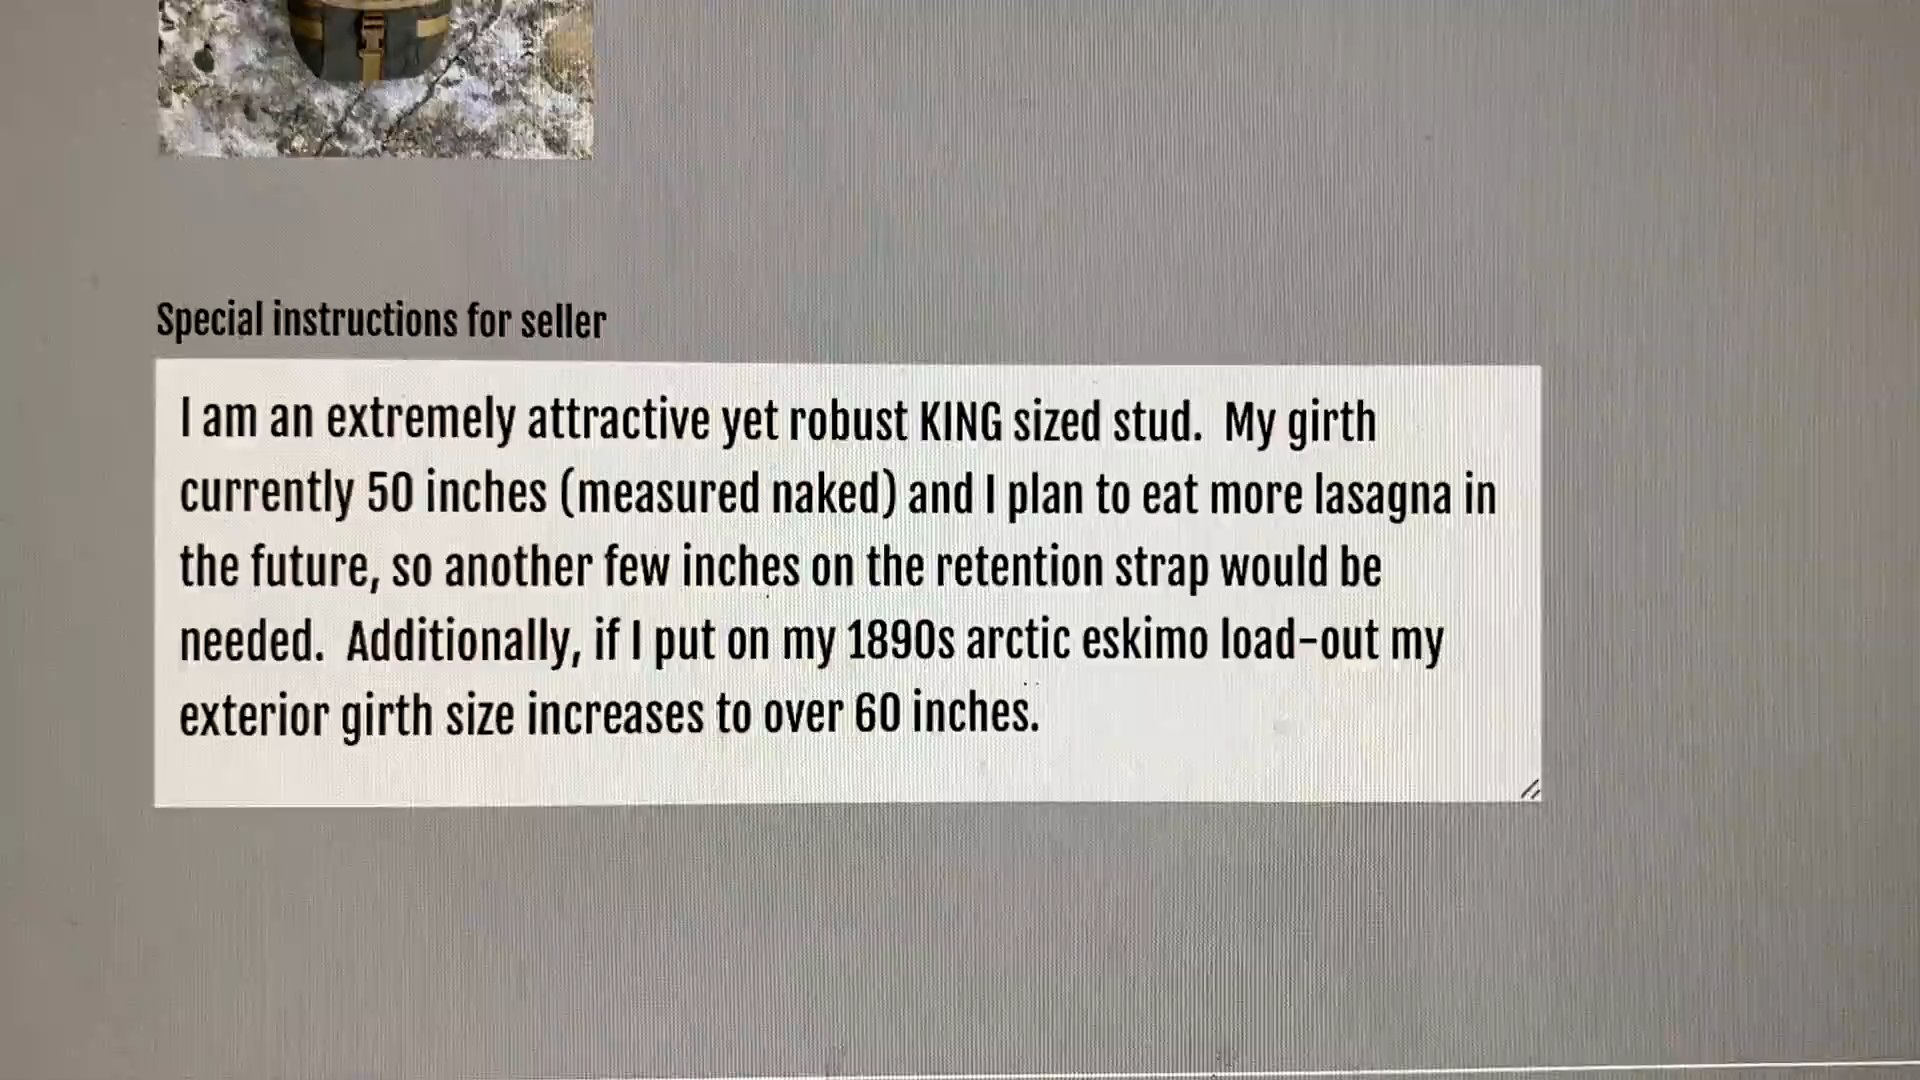 Special instructions for seller
I am an extremely attractive yet robust KING sized stud.  My girth
currently 50 inches (measured naked) and I plan to eat more lasagna in
the future, so another few inches on the retention strap would be
needed.  Additionally, if I put on my 1890s arctic eskimo load-out my
exterior girth size increases to over 60 inches.